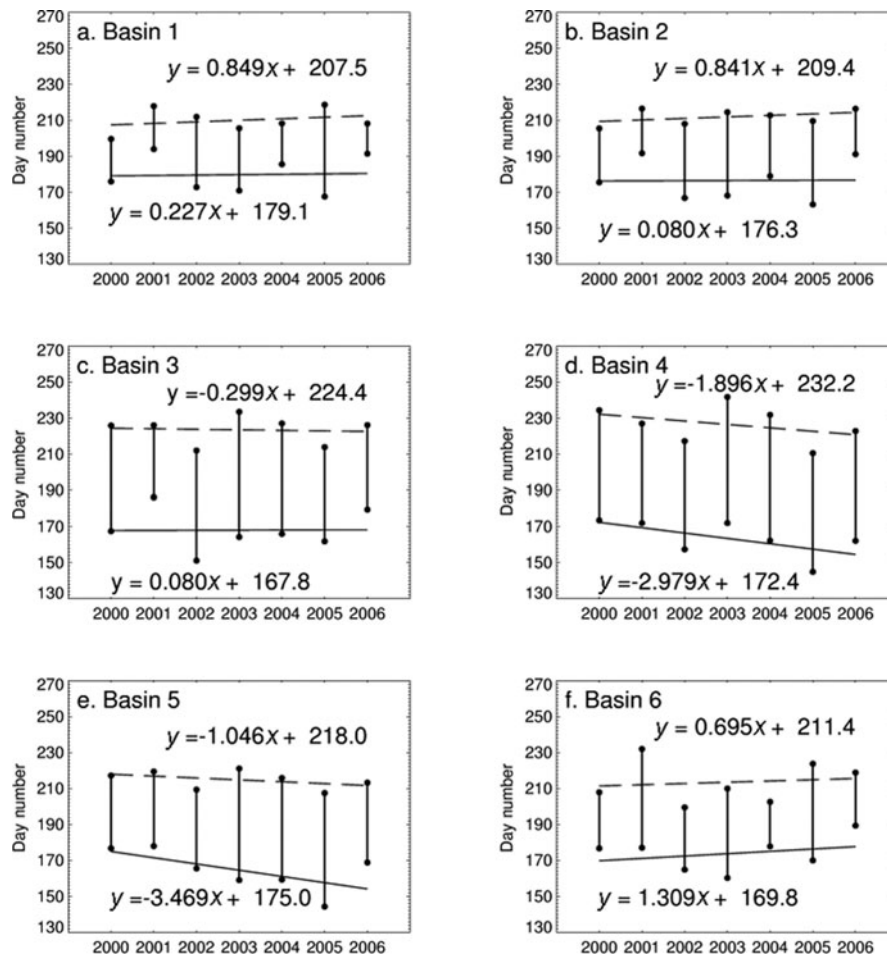 270
a. Basin 1
y = 0.849x + 207.5
250
230
210
190
170
150
130
Day number
y = 0.227x + 179.1
2000 2001 2002 2003 2004 2005 2006
270
b. Basin 2
y = 0.841x + 209.4
250
230
210
190
170
150
130
Day number
y = 0.080x + 176.3
2000 2001 2002 2003 2004 2005 2006
270
c. Basin 3
y =-0.299x + 224.4
250
230
210
190
170
150
130
Day number
y = 0.080x + 167.8
2000 2001 2002 2003 2004 2005 2006
270
d. Basin 4
y =-1.896x + 232.2
250
230
210
190
170
150
130
Day number
y =-2.979x + 172.4
2000 2001 2002 2003 2004 2005 2006
270
e. Basin 5
y =-1.046x + 218.0
250
230
210
190
170
150
130
Day number
y =-3.469x + 175.0
2000 2001 2002 2003 2004 2005 2006
270
f. Basin 6
y = 0.695x + 211.4
250
230
210
190
170
150
130
Day number
y = 1.309x + 169.8
2000 2001 2002 2003 2004 2005 2006